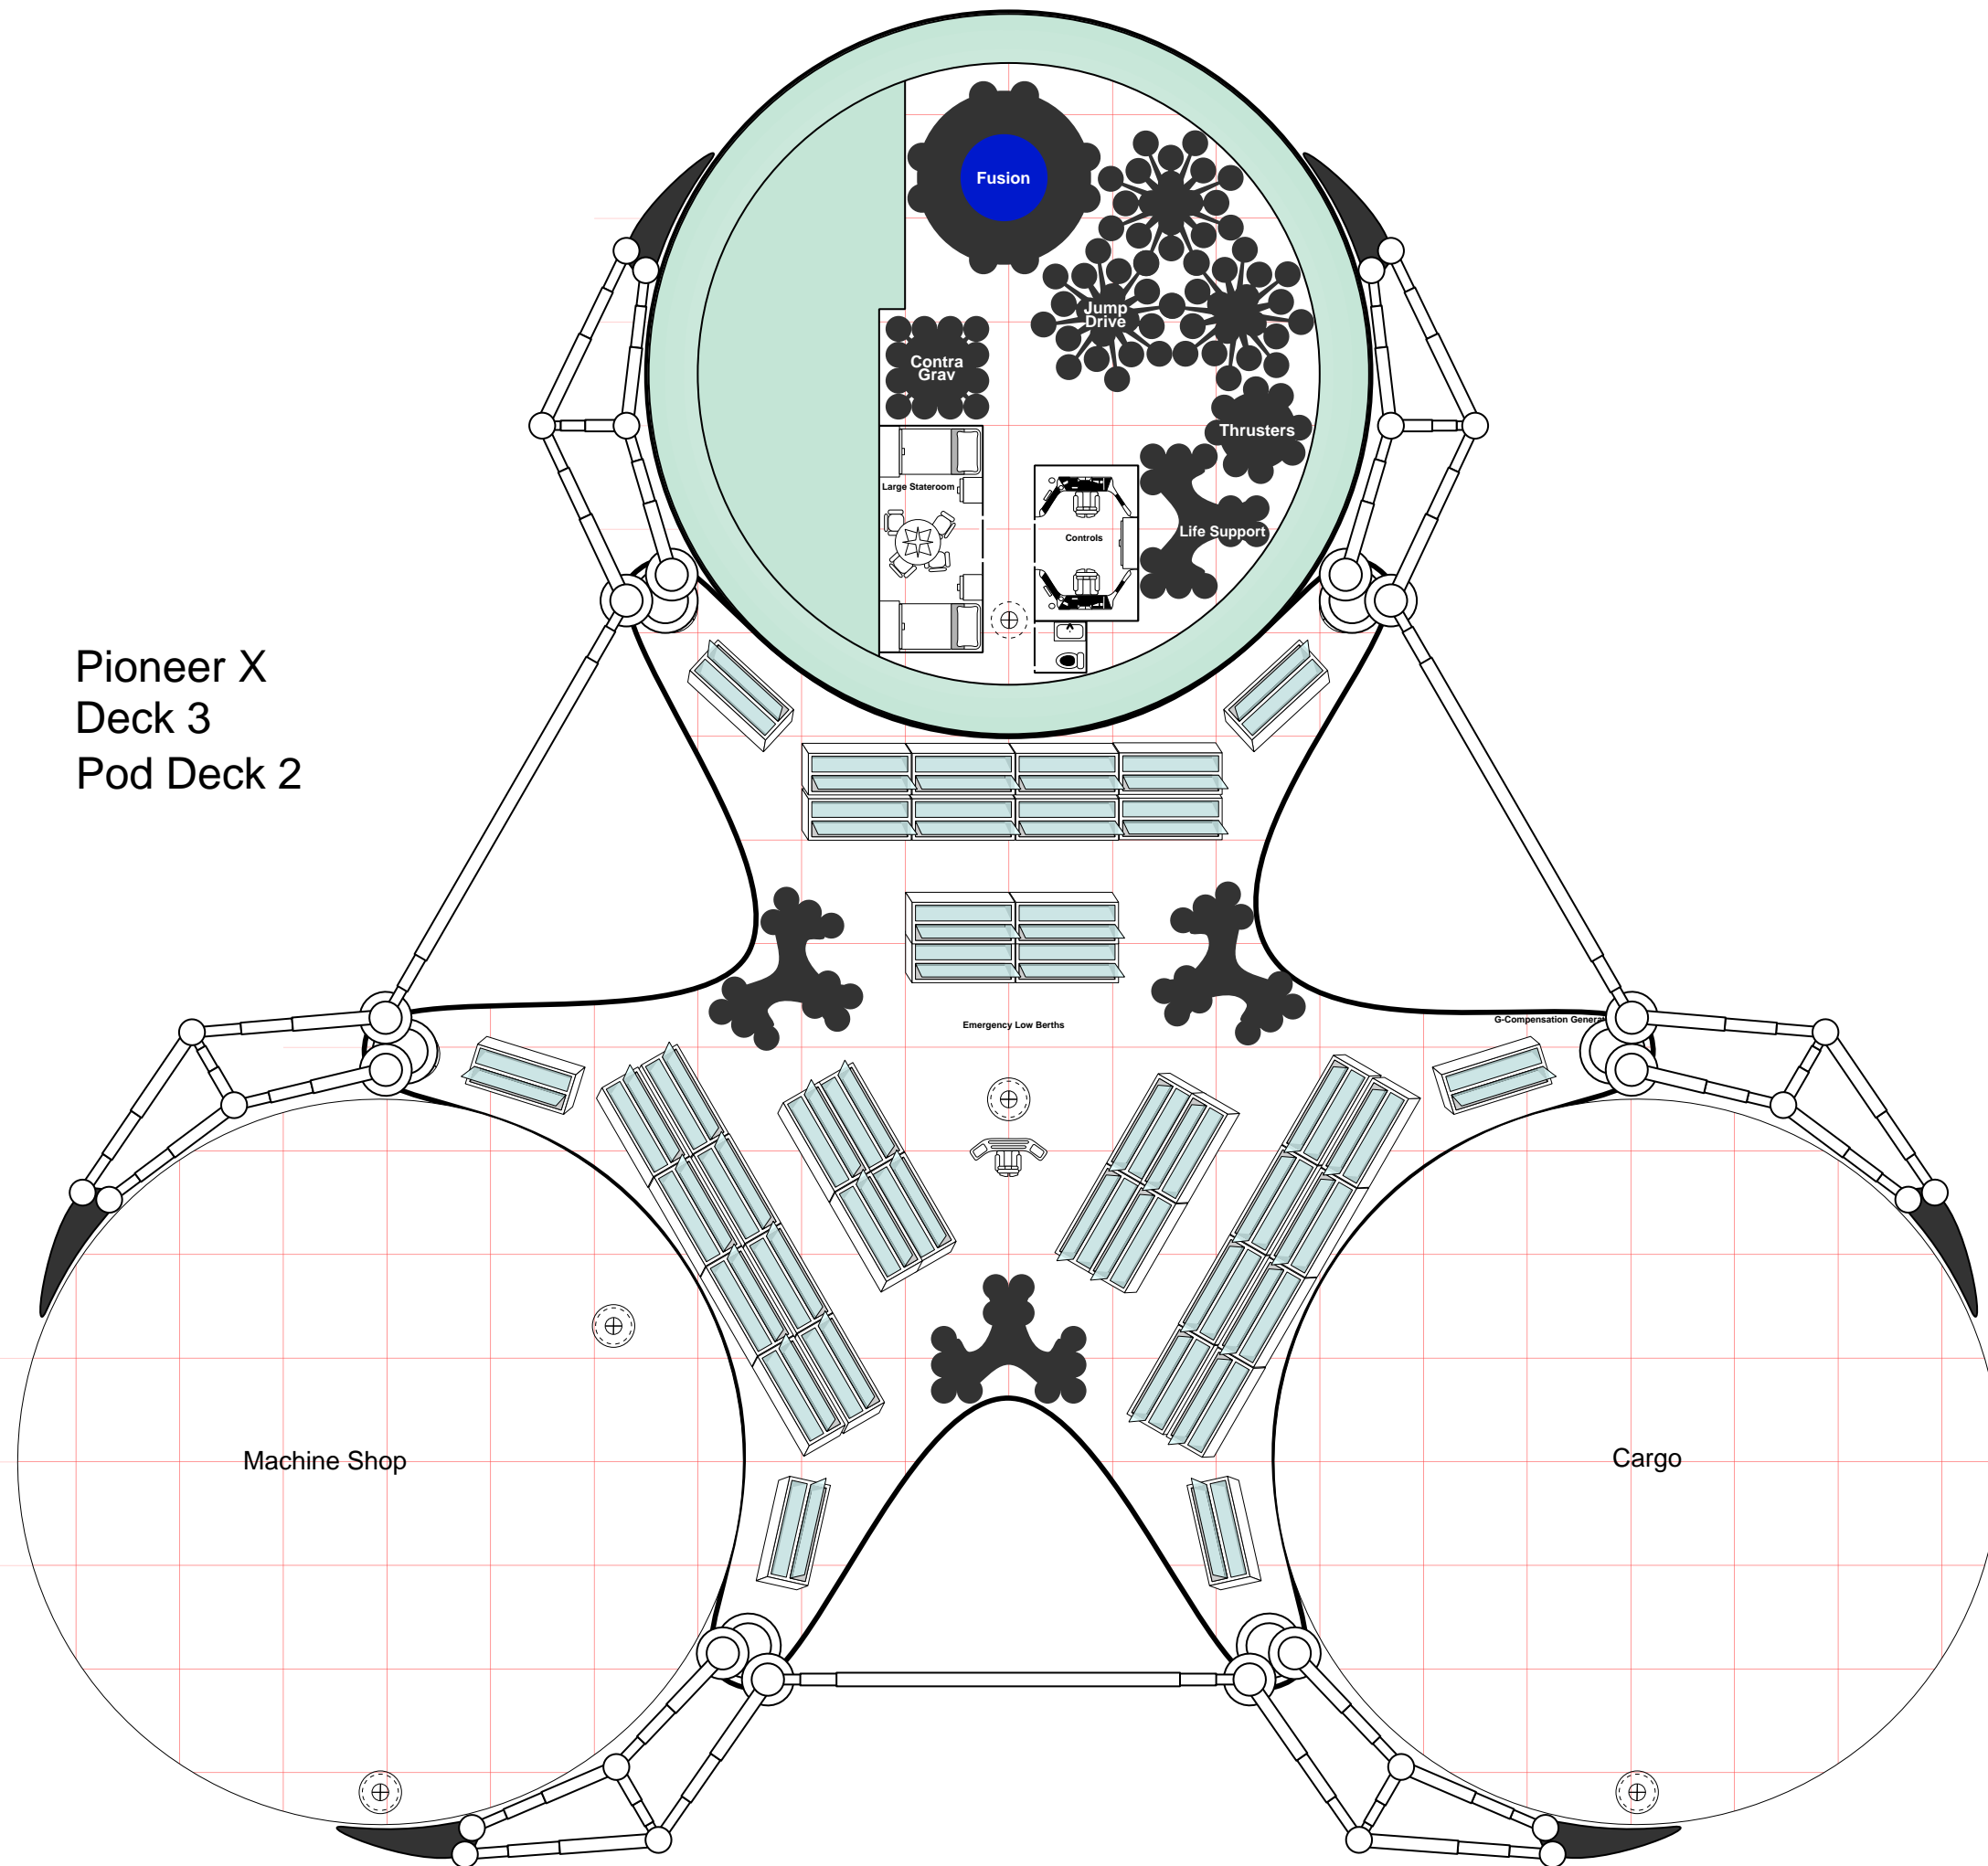 Fusion
Jump
Drive
Contra
Grav
Thrusters
Large Stateroom
Life Support
Controls
Pioneer X
Deck 3
Pod Deck 2
Emergency Low Berths
G-Compensation
Machine Shop
Cargo